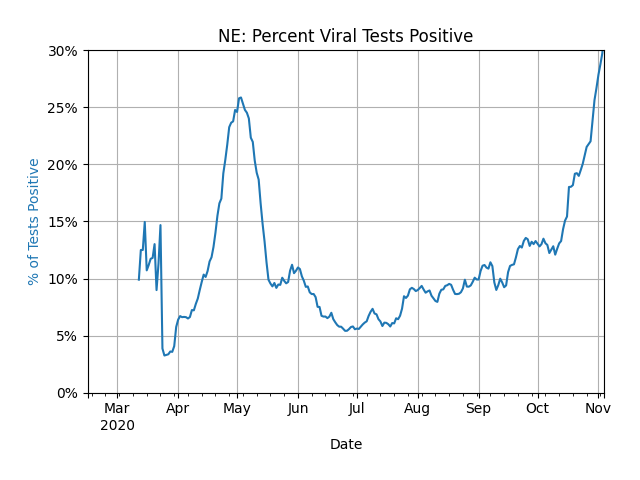 NE: Percent Viral Tests Positive
30%
25%
20%
15%
10%
5%
0%
% of Tests Positive
Mar Apr May Jun Jul Aug Sep Oct Nov
2020
Date